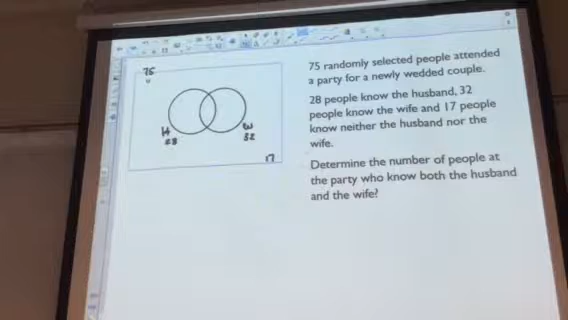 75
U
H
28
W
32
17
75 randomly selected people attended
a party for a newly wedded couple.
28 people know the husband, 32
people know the wife and 17 people
know neither the husband nor the
wife.
Determine the number of people at
the party who know both the husband
and the wife?